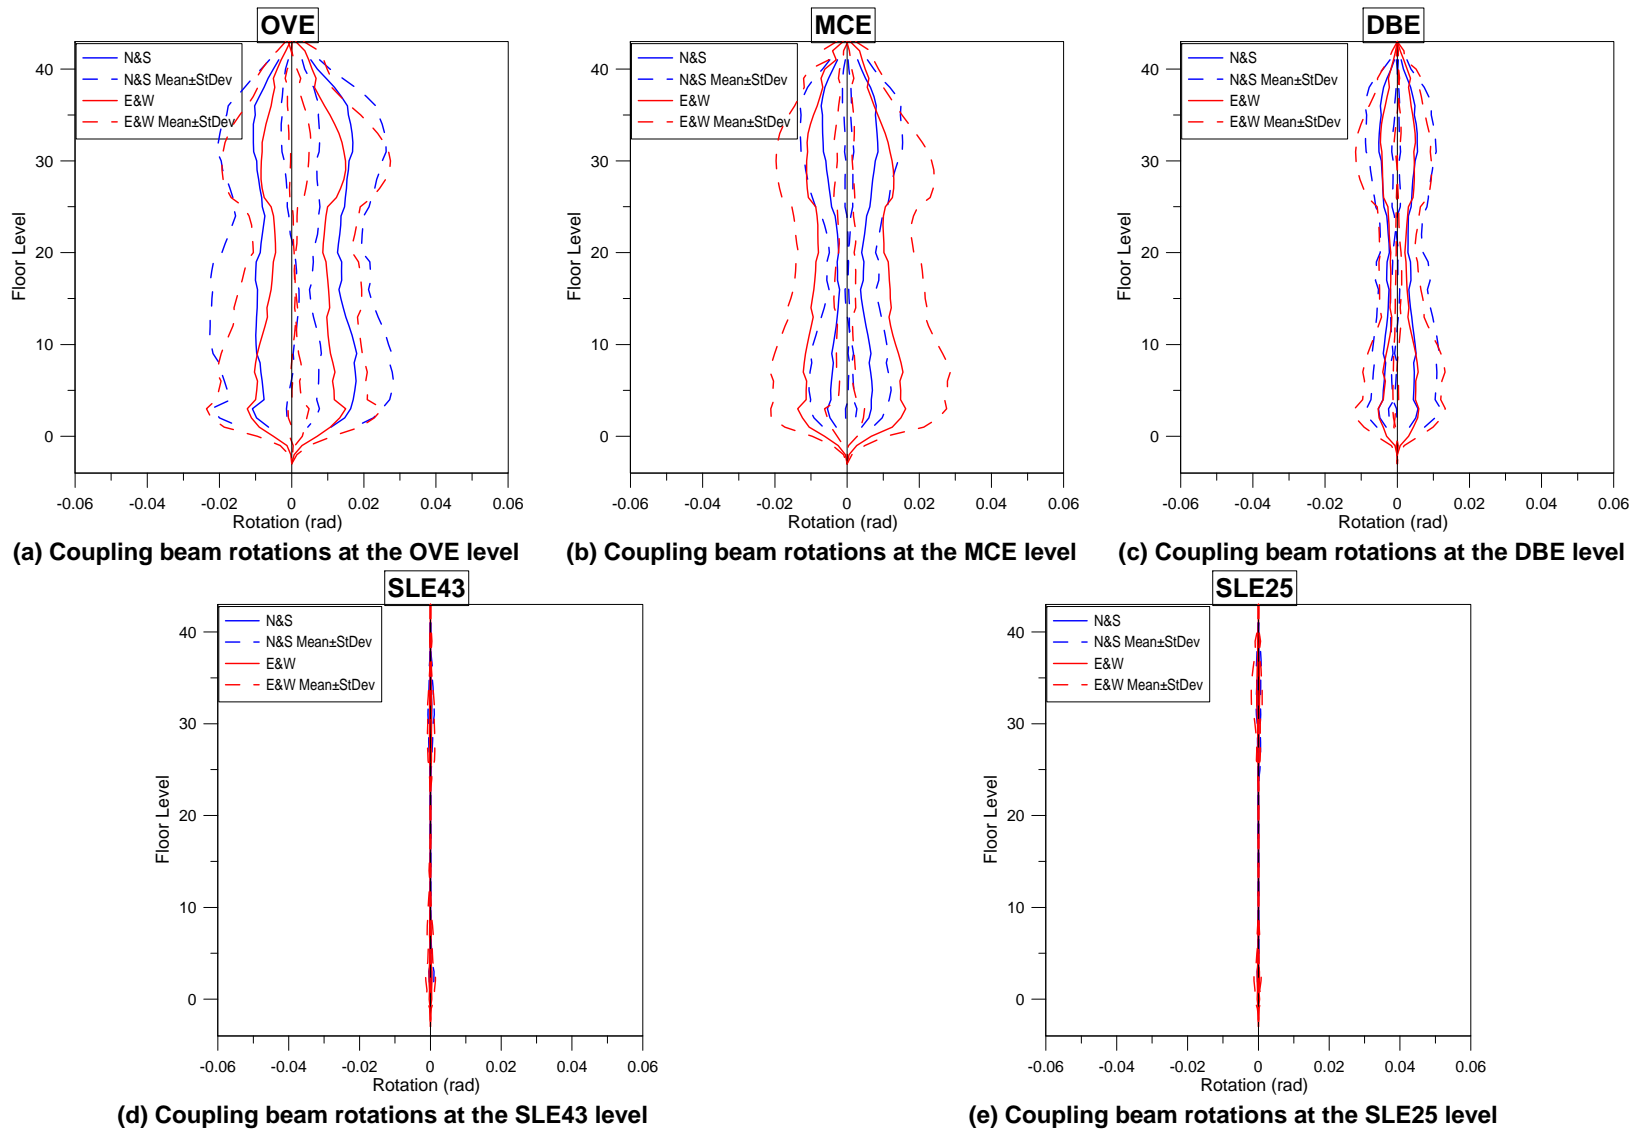 OVE
N&S
N&S Mean±StDev
E&W
E&W Mean±StDev
40
30
20
10
0
Floor Level
-0.06 -0.04 -0.02 0 0.02 0.04 0.06
Rotation (rad)
(a) Coupling beam rotations at the OVE level
MCE
N&S
N&S Mean±StDev
E&W
E&W Mean±StDev
40
30
20
10
0
Floor Level
-0.06 -0.04 -0.02 0 0.02 0.04 0.06
Rotation (rad)
(b) Coupling beam rotations at the MCE level
DBE
N&S
N&S Mean±StDev
E&W
E&W Mean±StDev
40
30
20
10
0
Floor Level
-0.06 -0.04 -0.02 0 0.02 0.04 0.06
Rotation (rad)
(c) Coupling beam rotations at the DBE level
SLE43
N&S
N&S Mean±StDev
E&W
E&W Mean±StDev
40
30
20
10
0
Floor Level
-0.06 -0.04 -0.02 0 0.02 0.04 0.06
Rotation (rad)
(d) Coupling beam rotations at the SLE43 level
SLE25
N&S
N&S Mean±StDev
E&W
E&W Mean±StDev
40
30
20
10
0
Floor Level
-0.06 -0.04 -0.02 0 0.02 0.04 0.06
Rotation (rad)
(e) Coupling beam rotations at the SLE25 level